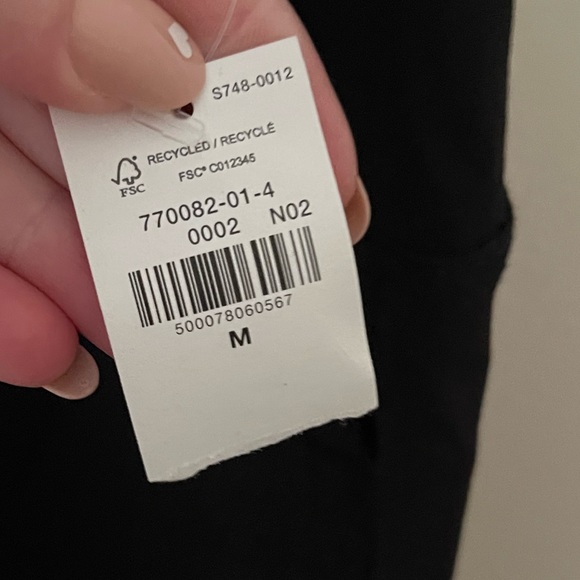 S748-0012
RECYCLED / RECYCLÉ
FSC® C012345
FSC
770082-01-4
0002 N02
500078060567
M